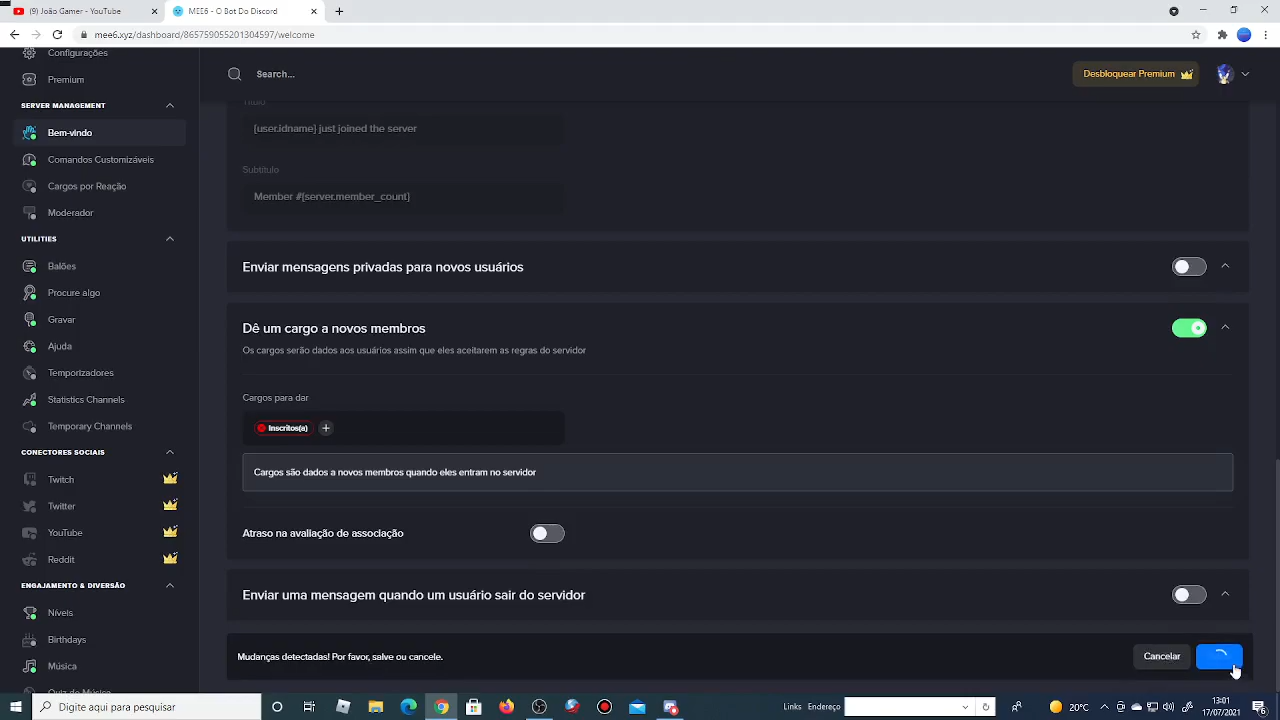 (9) João Gamer - YouTube
MEE6 - O Bot Do Discord
mee6.xyz/dashboard/865759055201304597/welcome
Configurações
Premium
SERVER MANAGEMENT
Bem-vindo
Comandos Customizáveis
Cargos por Reação
Moderador
UTILITIES
Balões
Procure algo
Gravar
Ajuda
Temporizadores
Statistics Channels
Temporary Channels
CONECTORES SOCIAIS
Twitch
Twitter
YouTube
Reddit
ENGAJAMENTO & DIVERSÃO
Níveis
Birthdays
Música
Quiz de Música
Search...
Desbloquear Premium
Título
{user.idname} just joined the server
Subtítulo
Member #{server.member_count}
Enviar mensagens privadas para novos usuários
Dê um cargo a novos membros
Os cargos serão dados aos usuários assim que eles aceitarem as regras do servidor
Cargos para dar
Inscritos(a)
Cargos são dados a novos membros quando eles entram no servidor
Atraso na avaliação de associação
Enviar uma mensagem quando um usuário sair do servidor
Mudanças detectadas! Por favor, salve ou cancele.
Cancelar
Digite aqui para pesquisar
Links
Endereço
20°C
13:01
17/07/2021